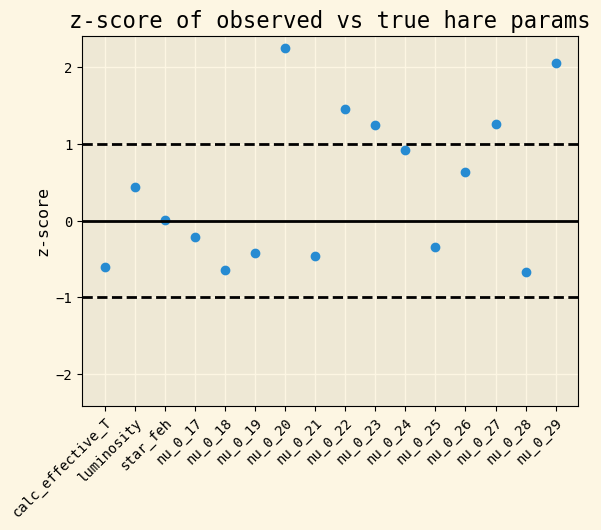 z-score of observed vs true hare params
z-score
2
1
0
−1
−2
calc_effective_T
luminosity
star_feh
nu_0_17
nu_0_18
nu_0_19
nu_0_20
nu_0_21
nu_0_22
nu_0_23
nu_0_24
nu_0_25
nu_0_26
nu_0_27
nu_0_28
nu_0_29